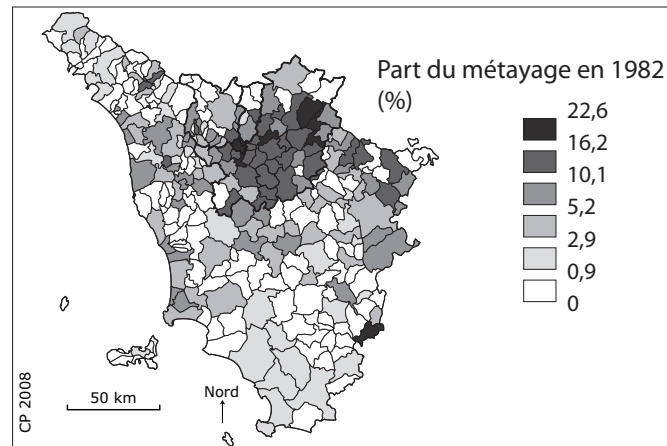 Part du métayage en 1982
(%)
22,6
16,2
10,1
5,2
2,9
0,9
0
Nord
50 km
CP 2008